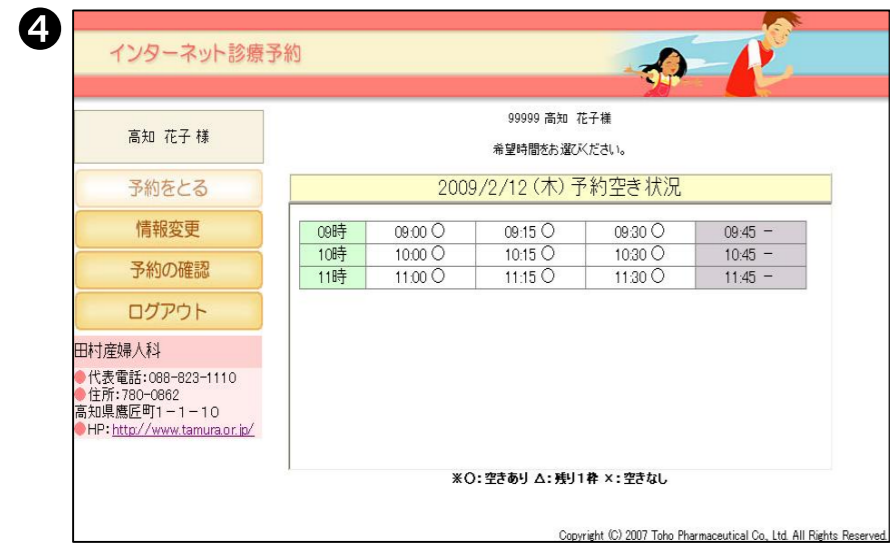 ❹
インターネット診療予約
高知 花子 様
予約をとる
情報変更
予約の確認
ログアウト
田村産婦人科
●代表電話:088-823-1110
●住所:780-0862
高知県鷹匠町1-1-10
●HP:http://www.tamura.or.jp/
99999 高知 花子様
希望時間をお選びください。
2009/2/12 (木) 予約空き状況
09時 09:00 ○ 09:15 ○ 09:30 ○ 09:45 −
10時 10:00 ○ 10:15 ○ 10:30 ○ 10:45 −
11時 11:00 ○ 11:15 ○ 11:30 ○ 11:45 −
※○:空きあり △:残り1枠 ×:空きなし
Copyright (C) 2007 Toho Pharmaceutical Co., Ltd. All Rights Reserved.